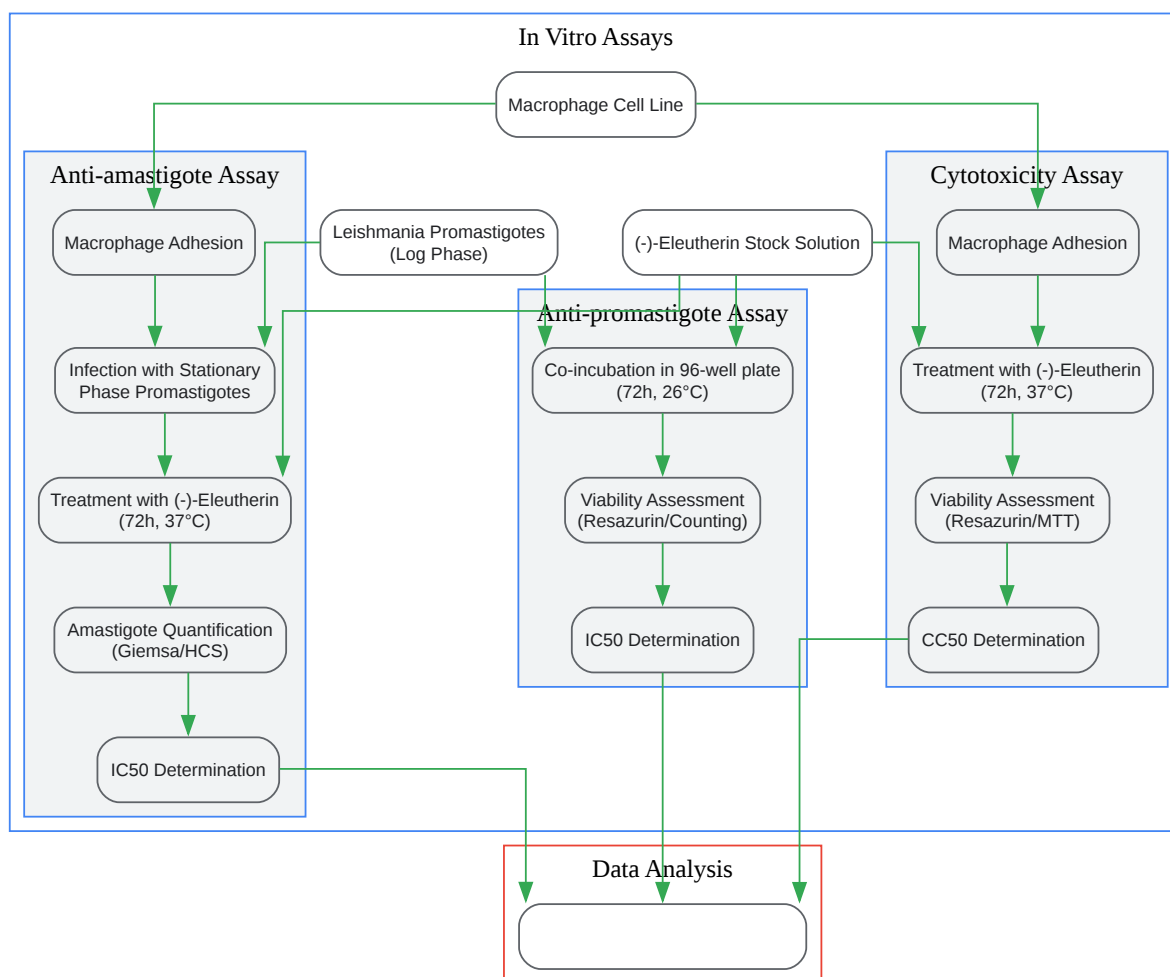 In Vitro Assays
Macrophage Cell Line
Anti-amastigote Assay
Cytotoxicity Assay
Macrophage Adhesion
Leishmania Promastigotes
(Log Phase)
(-)-Eleutherin Stock Solution
Macrophage Adhesion
Anti-promastigote Assay
Infection with Stationary
Phase Promastigotes
Co-incubation in 96-well plate
(72h, 26°C)
Treatment with (-)-Eleutherin
(72h, 37°C)
Treatment with (-)-Eleutherin
(72h, 37°C)
Viability Assessment
(Resazurin/Counting)
Viability Assessment
(Resazurin/MTT)
Amastigote Quantification
(Giemsa/HCS)
IC50 Determination
CC50 Determination
IC50 Determination
Data Analysis